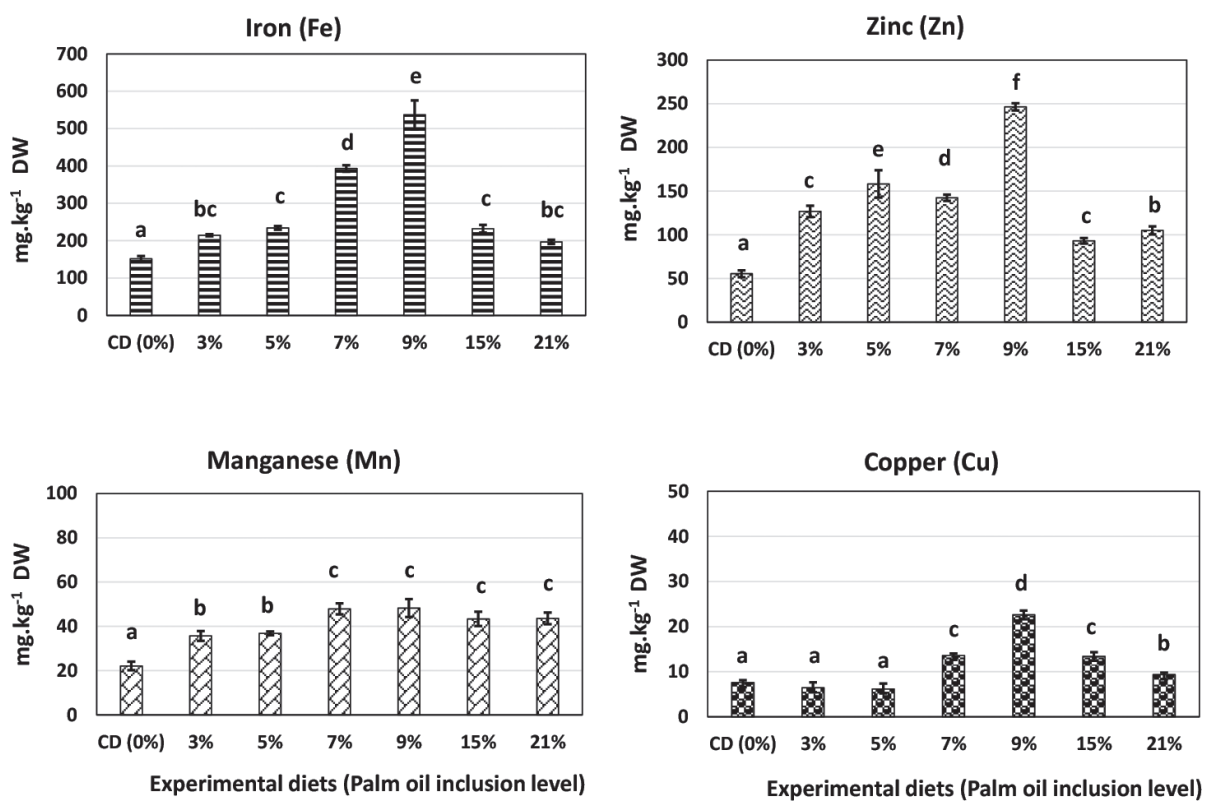 Iron (Fe)
700
600
500
400
300
200
100
0
mg.kg-1 DW
a
bc
c
d
e
c
bc
CD (0%) 3% 5% 7% 9% 15% 21%
Zinc (Zn)
300
250
200
150
100
50
0
mg.kg-1 DW
a
c
e
d
f
c
b
CD (0%) 3% 5% 7% 9% 15% 21%
Manganese (Mn)
100
80
60
40
20
0
mg.kg-1 DW
a
b
b
c
c
c
c
CD (0%) 3% 5% 7% 9% 15% 21%
Experimental diets (Palm oil inclusion level)
Copper (Cu)
50
40
30
20
10
0
mg.kg-1 DW
a
a
a
c
d
c
b
CD (0%) 3% 5% 7% 9% 15% 21%
Experimental diets (Palm oil inclusion level)